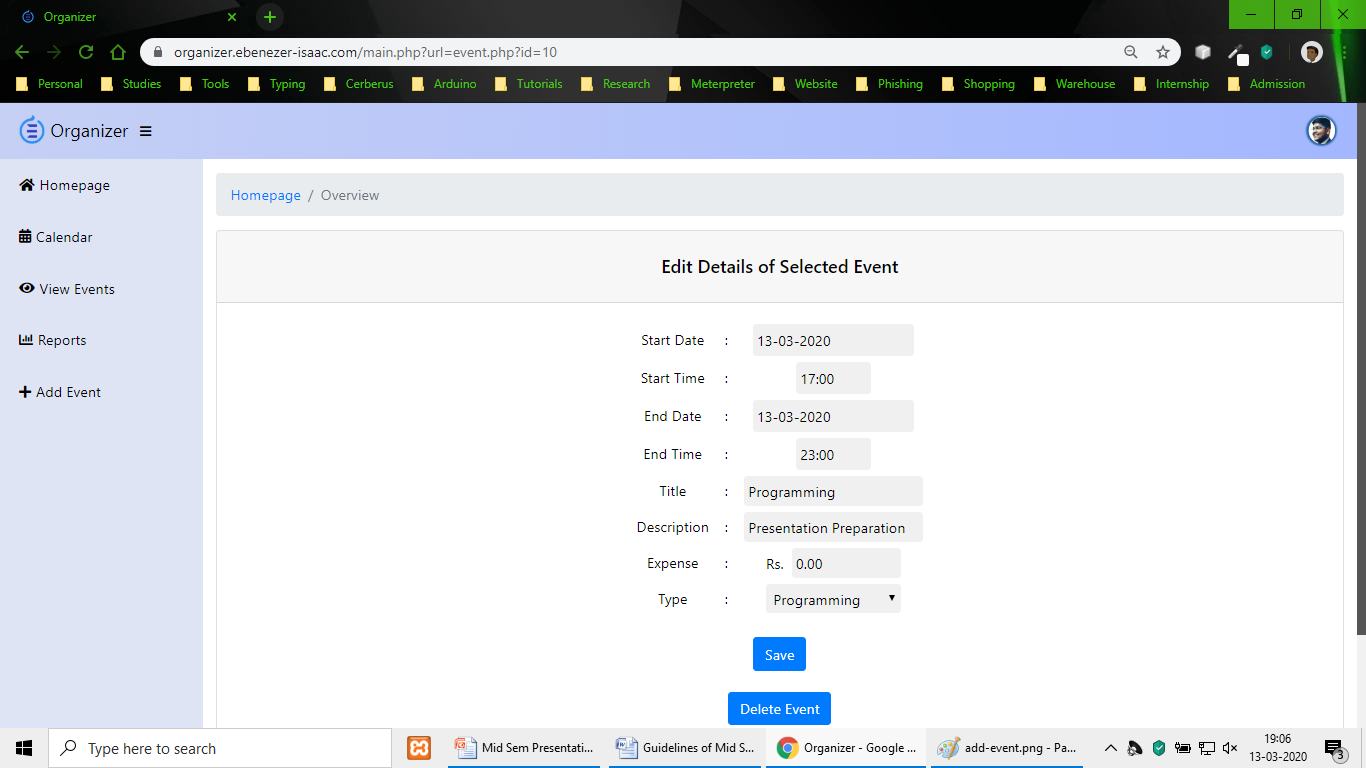 Organizer
organizer.ebenezer-isaac.com/main.php?url=event.php?id=10
Personal Studies Tools Typing Cerberus Arduino Tutorials Research Meterpreter Website Phishing Shopping Warehouse Internship Admission
Organizer
Homepage
Calendar
View Events
Reports
Add Event
Homepage / Overview
Edit Details of Selected Event
Start Date : 13-03-2020
Start Time : 17:00
End Date : 13-03-2020
End Time : 23:00
Title : Programming
Description : Presentation Preparation
Expense : Rs. 0.00
Type : Programming
Save
Delete Event
Type here to search
Mid Sem Presentati...
Guidelines of Mid S...
Organizer - Google ...
add-event.png - Pa...
19:06
13-03-2020
3